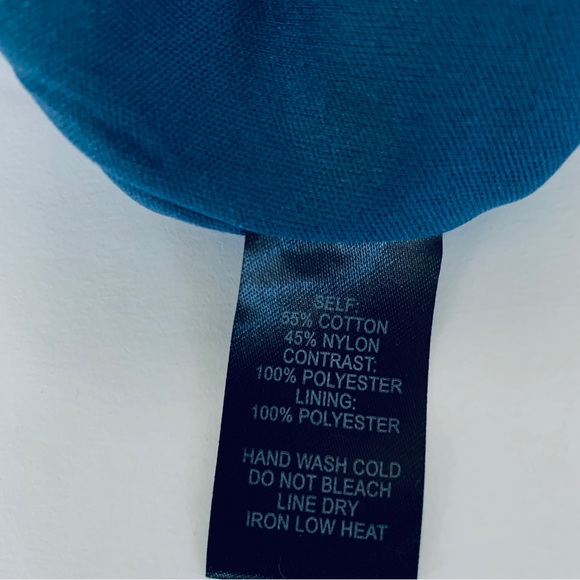 SELF:
55% COTTON
45% NYLON
CONTRAST:
100% POLYESTER
LINING:
100% POLYESTER
HAND WASH COLD
DO NOT BLEACH
LINE DRY
IRON LOW HEAT